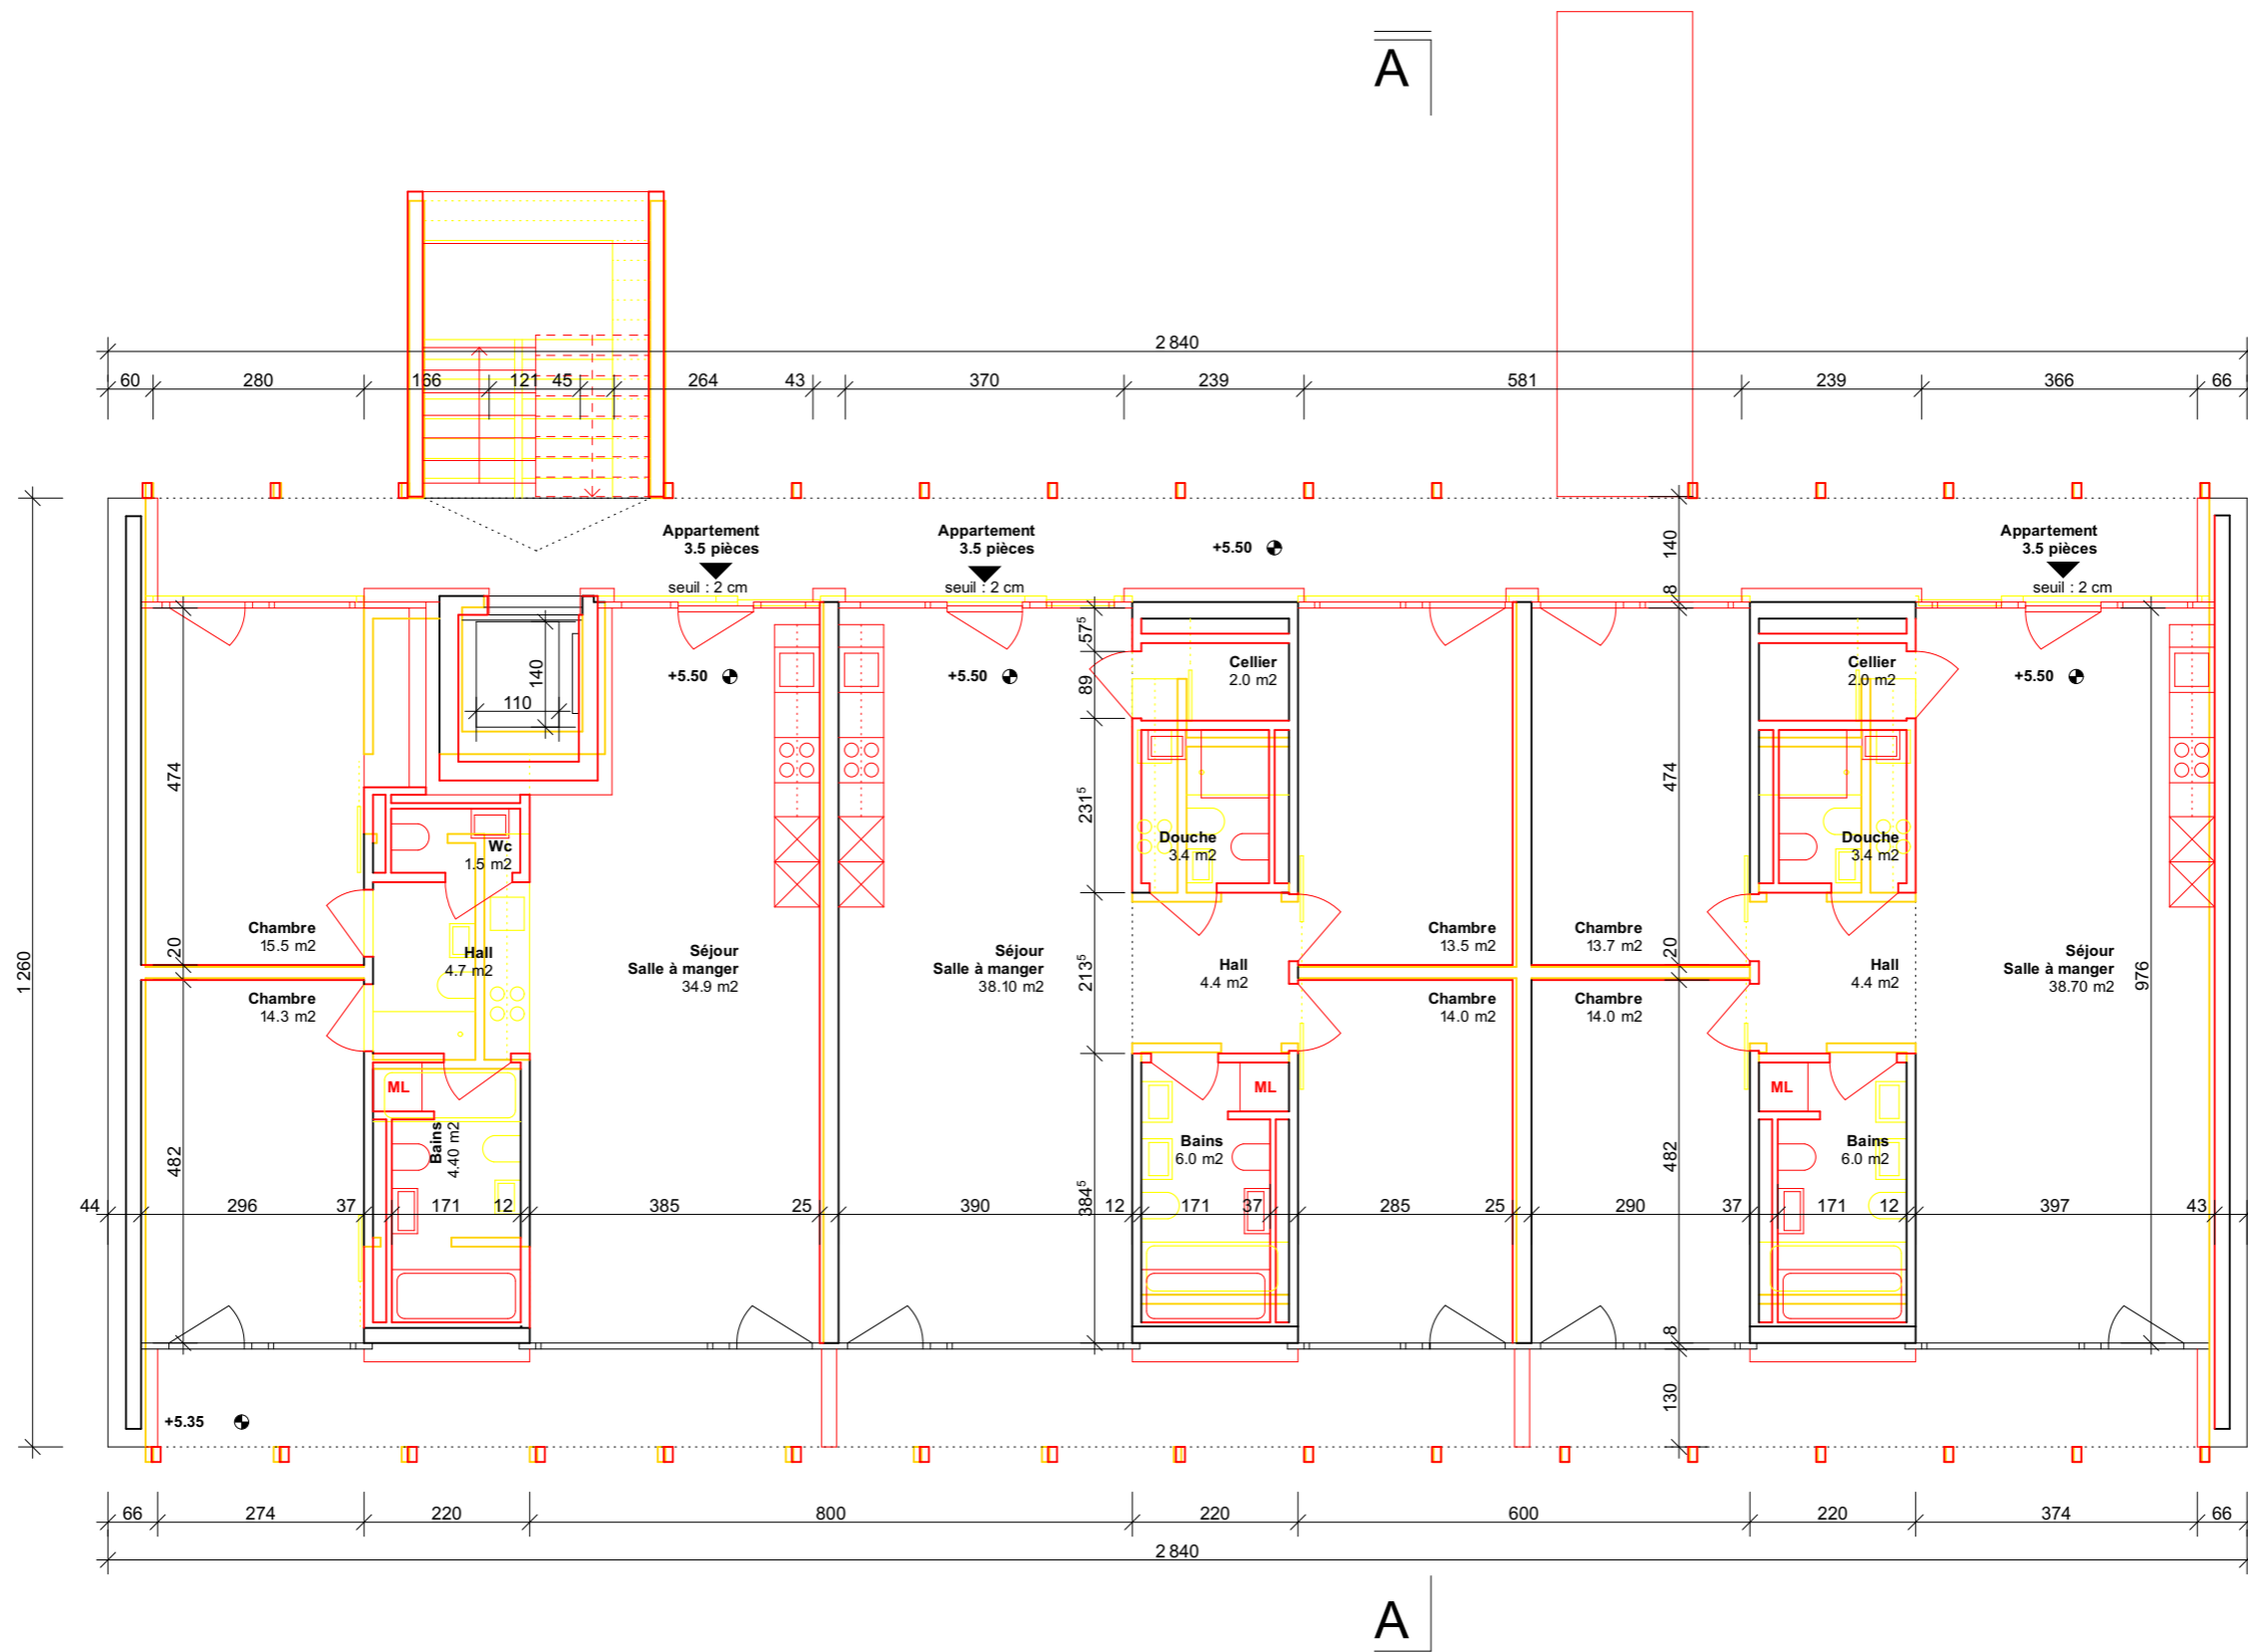 A
2 840
60 280 166 121 45 264 43 370 239 581 239 366 66
Appartement
3.5 pièces
seuil : 2 cm
Appartement
3.5 pièces
seuil : 2 cm
+5.50
Appartement
3.5 pièces
seuil : 2 cm
140
8
57⁵
140
110
+5.50
+5.50
Cellier
2.0 m2
Cellier
2.0 m2
+5.50
89
474
231⁵
474
Wc
1.5 m2
Douche
3.4 m2
Douche
3.4 m2
Chambre
15.5 m2
20
Hall
4.7 m2
Séjour
Salle à manger
34.9 m2
Séjour
Salle à manger
38.10 m2
213⁵
Hall
4.4 m2
Chambre
13.5 m2
Chambre
13.7 m2
20
Hall
4.4 m2
Séjour
Salle à manger
38.70 m2
976
1 260
Chambre
14.3 m2
Chambre
14.0 m2
Chambre
14.0 m2
ML
ML
ML
Bains
4.40 m2
Bains
6.0 m2
Bains
6.0 m2
482
384⁵
482
44 296 37 171 12 385 25 390 12 171 37 285 25 290 37 171 12 397 43
8
130
+5.35
66 274 220 800 220 600 220 374 66
2 840
A